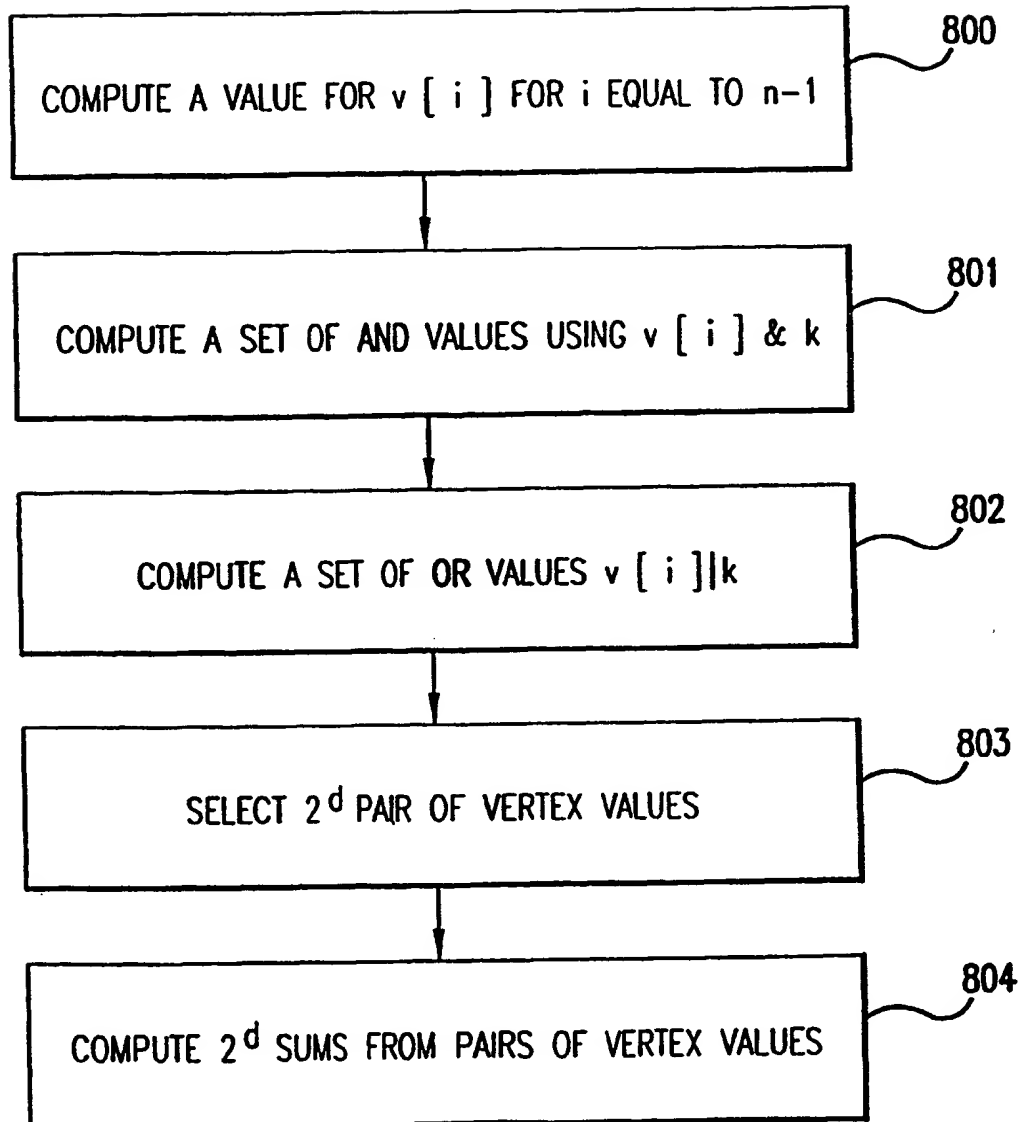 800
COMPUTE A VALUE FOR v [ i ] FOR i EQUAL TO n-1
801
COMPUTE A SET OF AND VALUES USING v [ i ] & k
802
COMPUTE A SET OF OR VALUES v [ i ]|k
803
SELECT 2^d PAIR OF VERTEX VALUES
804
COMPUTE 2^d SUMS FROM PAIRS OF VERTEX VALUES